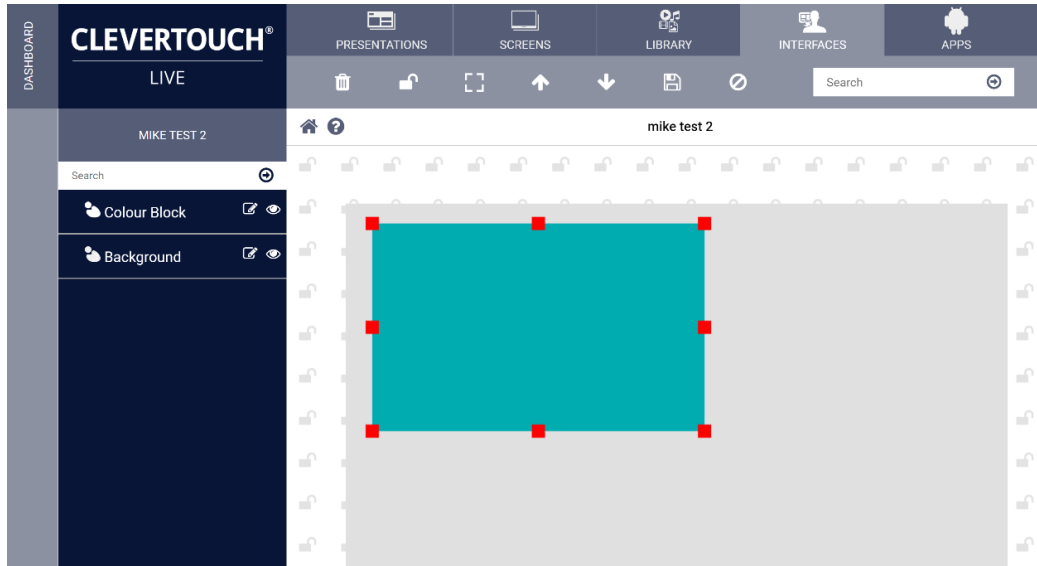 DASHBOARD
CLEVERTOUCH®
LIVE
PRESENTATIONS
SCREENS
LIBRARY
INTERFACES
APPS
Search
MIKE TEST 2
mike test 2
Search
Colour Block
Background